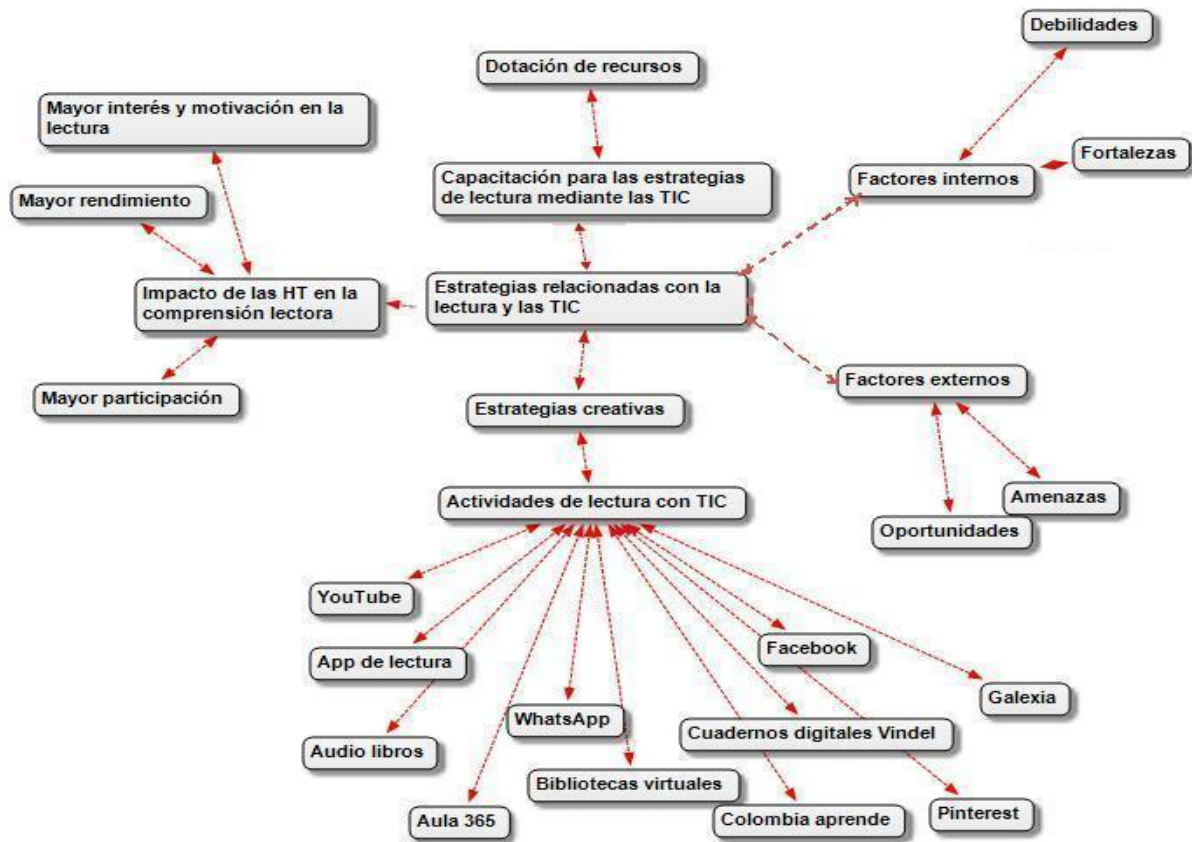 Debilidades
Dotación de recursos
Mayor interés y motivación en la
lectura
Fortalezas
Capacitación para las estrategias
de lectura mediante las TIC
Factores internos
Mayor rendimiento
Impacto de las HT en la
comprensión lectora
Estrategias relacionadas con la
lectura y las TIC
Factores externos
Mayor participación
Estrategias creativas
Actividades de lectura con TIC
Amenazas
Oportunidades
YouTube
Facebook
App de lectura
Galexia
WhatsApp
Cuadernos digitales Vindel
Audio libros
Bibliotecas virtuales
Pinterest
Aula 365
Colombia aprende